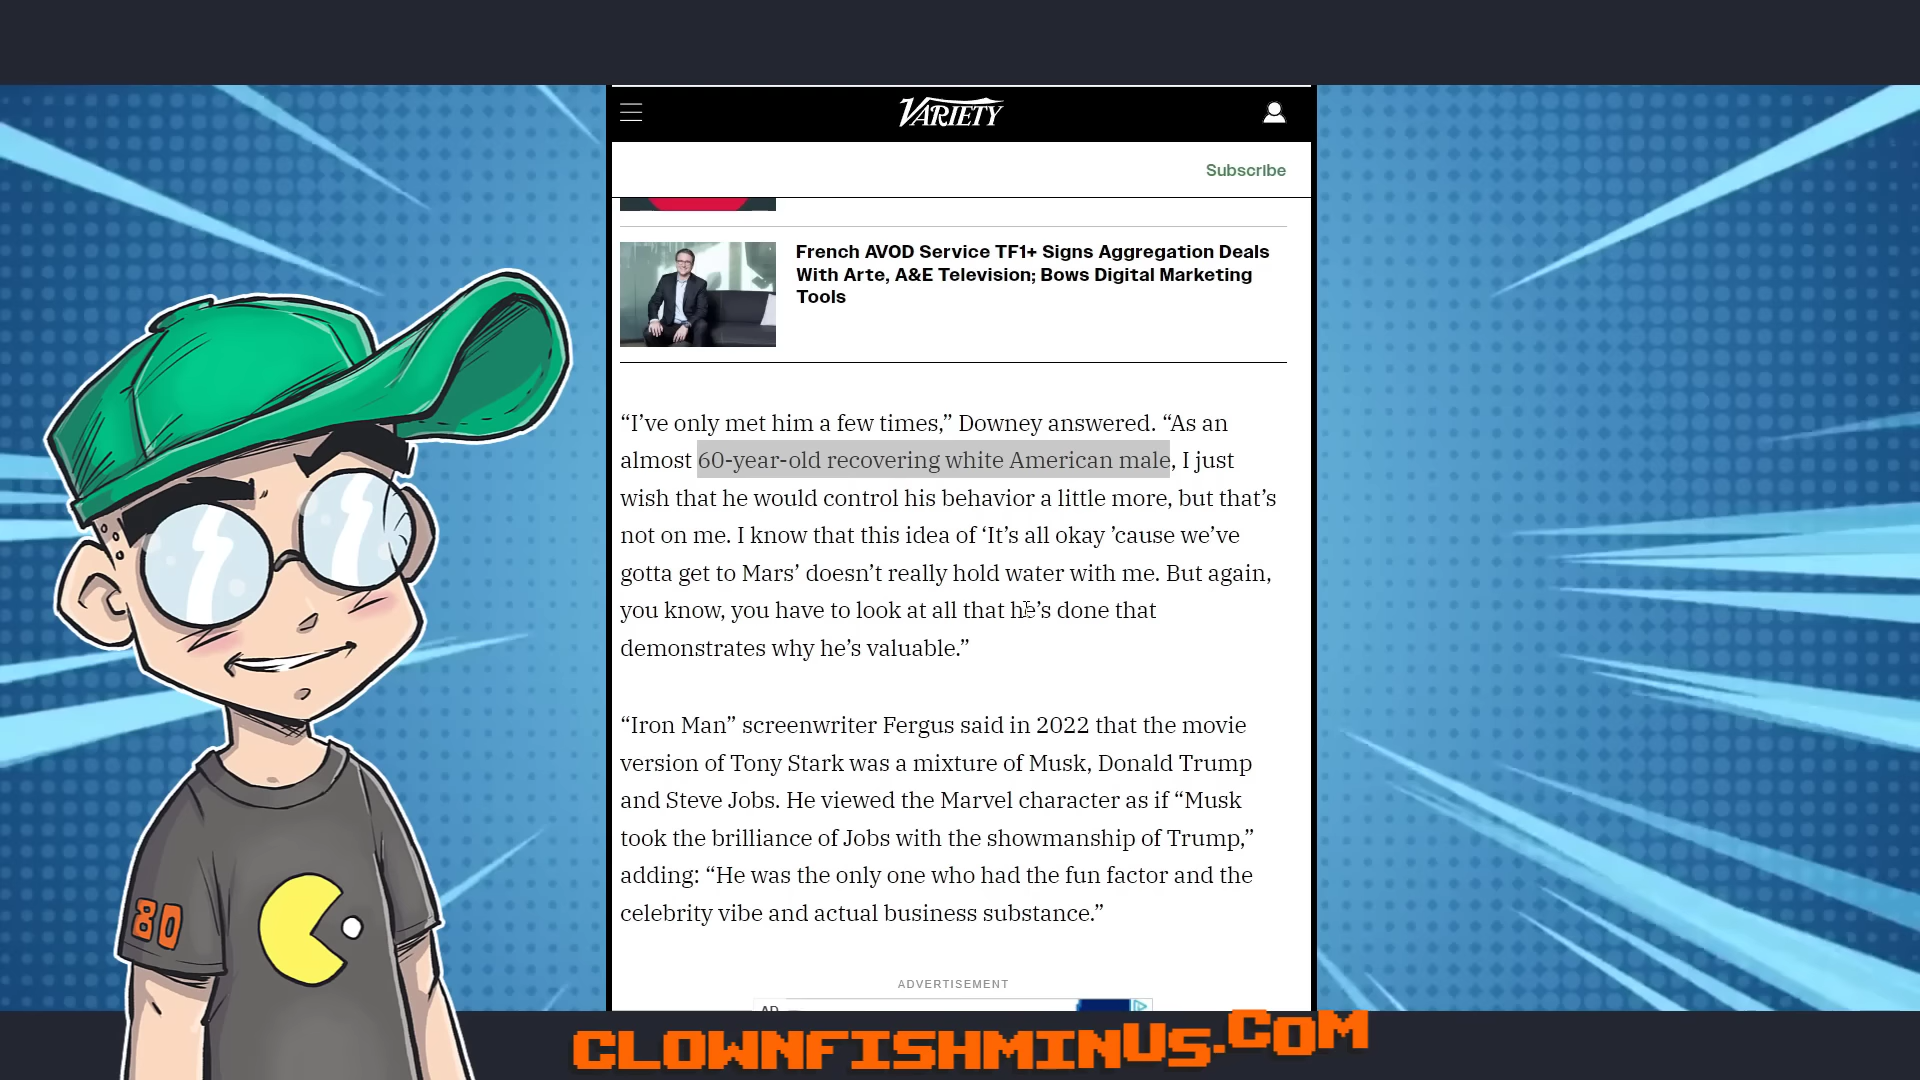 VARIETY
Subscribe
French AVOD Service TF1+ Signs Aggregation Deals
With Arte, A&E Television; Bows Digital Marketing
Tools
“I’ve only met him a few times,” Downey answered. “As an
almost 60-year-old recovering white American male, I just
wish that he would control his behavior a little more, but that’s
not on me. I know that this idea of ‘It’s all okay ’cause we’ve
gotta get to Mars’ doesn’t really hold water with me. But again,
you know, you have to look at all that he’s done that
demonstrates why he’s valuable.”
“Iron Man” screenwriter Fergus said in 2022 that the movie
version of Tony Stark was a mixture of Musk, Donald Trump
and Steve Jobs. He viewed the Marvel character as if “Musk
took the brilliance of Jobs with the showmanship of Trump,”
adding: “He was the only one who had the fun factor and the
celebrity vibe and actual business substance.”
80
ADVERTISEMENT
CLOWNFISHMINUS.COM